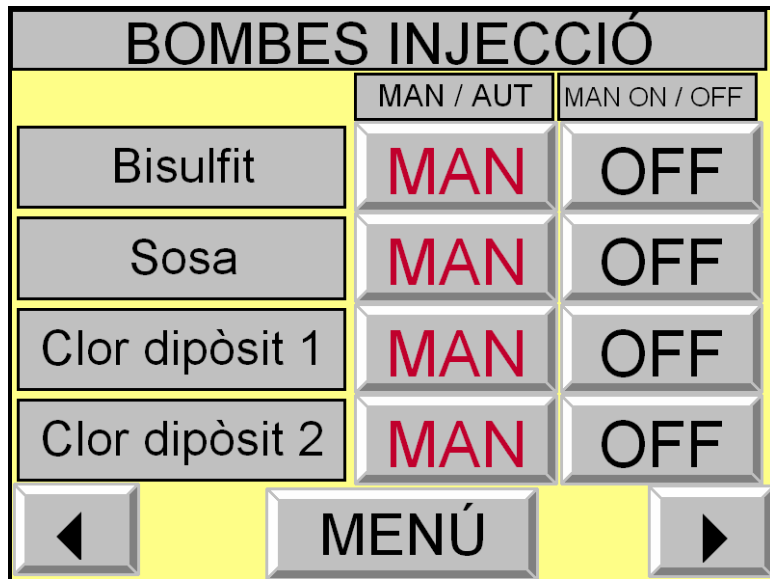 BOMBES INJECCIÓ
MAN / AUT MAN ON / OFF
Bisulfit MAN OFF
Sosa MAN OFF
Clor dipòsit 1 MAN OFF
Clor dipòsit 2 MAN OFF
MENÚ